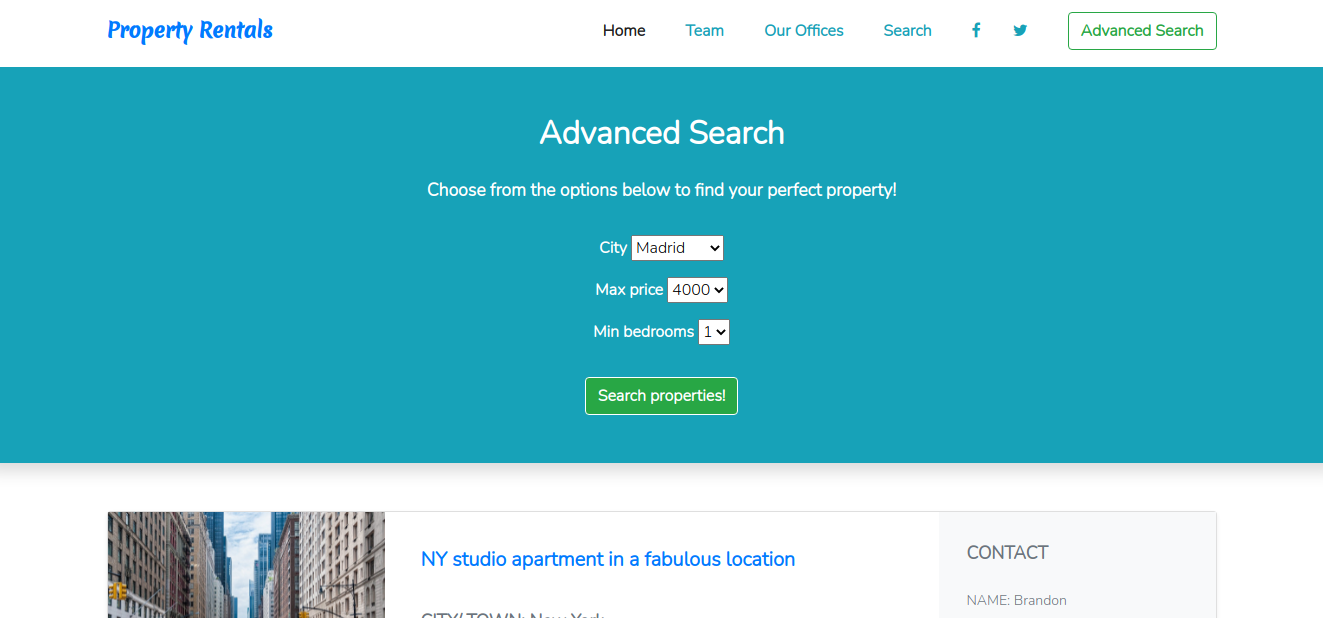 Property Rentals
Home Team Our Offices Search Advanced Search
Advanced Search
Choose from the options below to find your perfect property!
City Madrid
Max price 4000
Min bedrooms 1
Search properties!
NY studio apartment in a fabulous location
CITY/ TOWN: New York
CONTACT
NAME: Brandon